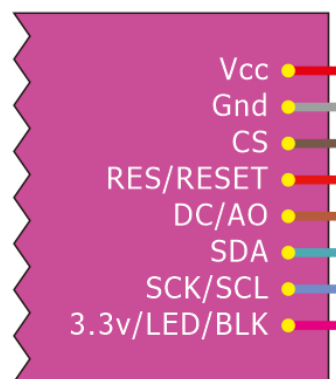 Vcc
Gnd
CS
RES/RESET
DC/AO
SDA
SCK/SCL
3.3v/LED/BLK